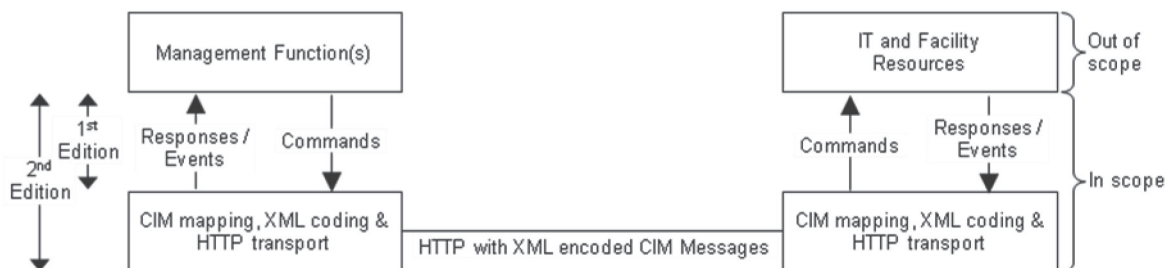 Management Function(s)
IT and Facility
Resources
Out of
scope
1st
Edition
2nd
Edition
Responses /
Events
Commands
Commands
Responses /
Events
In scope
CIM mapping, XML coding &
HTTP transport
HTTP with XML encoded CIM Messages
CIM mapping, XML coding &
HTTP transport